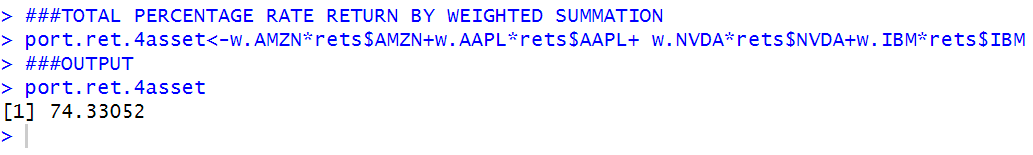 > ###TOTAL PERCENTAGE RATE RETURN BY WEIGHTED SUMMATION
> port.ret.4asset<-w.AMZN*rets$AMZN+w.AAPL*rets$AAPL+ w.NVDA*rets$NVDA+w.IBM*rets$IBM
> ###OUTPUT
> port.ret.4asset
[1] 74.33052
>